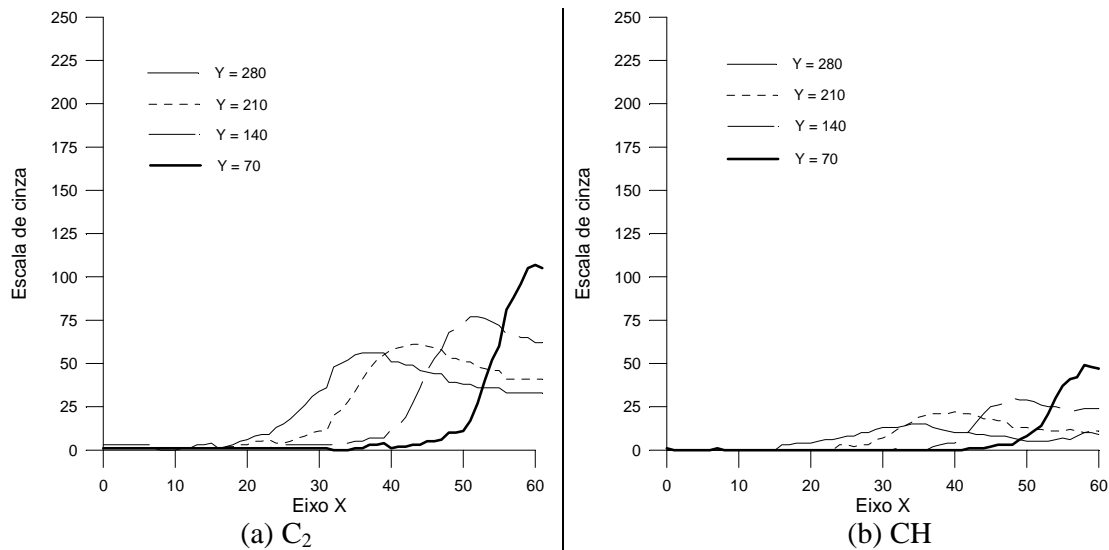 250
225
200
175
150
125
100
75
50
25
0
Escala de cinza
Y = 280
Y = 210
Y = 140
Y = 70
0 10 20 30 40 50 60
Eixo X
(a) C₂
250
225
200
175
150
125
100
75
50
25
0
Escala de cinza
Y = 280
Y = 210
Y = 140
Y = 70
0 10 20 30 40 50 60
Eixo X
(b) CH